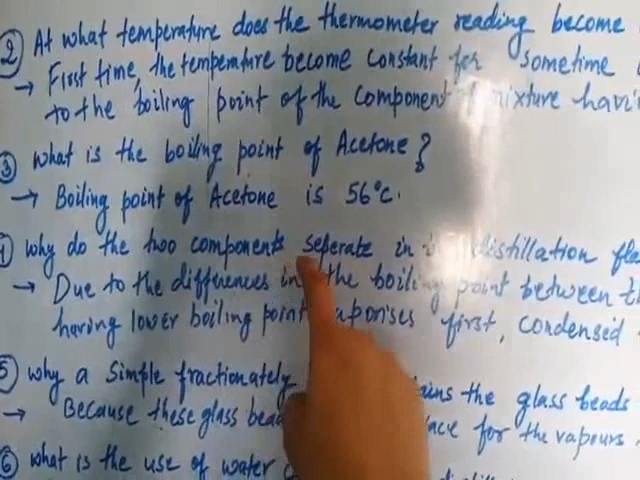 ② At what temperature does the thermometer reading become
→ First time, the temperature become constant for sometime
to the boiling point of the component mixture havi
③ what is the boiling point of Acetone?
→ Boiling point of Acetone is 56°c.
why do the two components seperate in distillation fla
→ Due to the differences in the boiling point between th
having lower boiling point vaporises first, condensed
⑤ why a Simple fractionately ains the glass beads
→ Because these glass bea ace for the vapours
⑥ what is the use of water